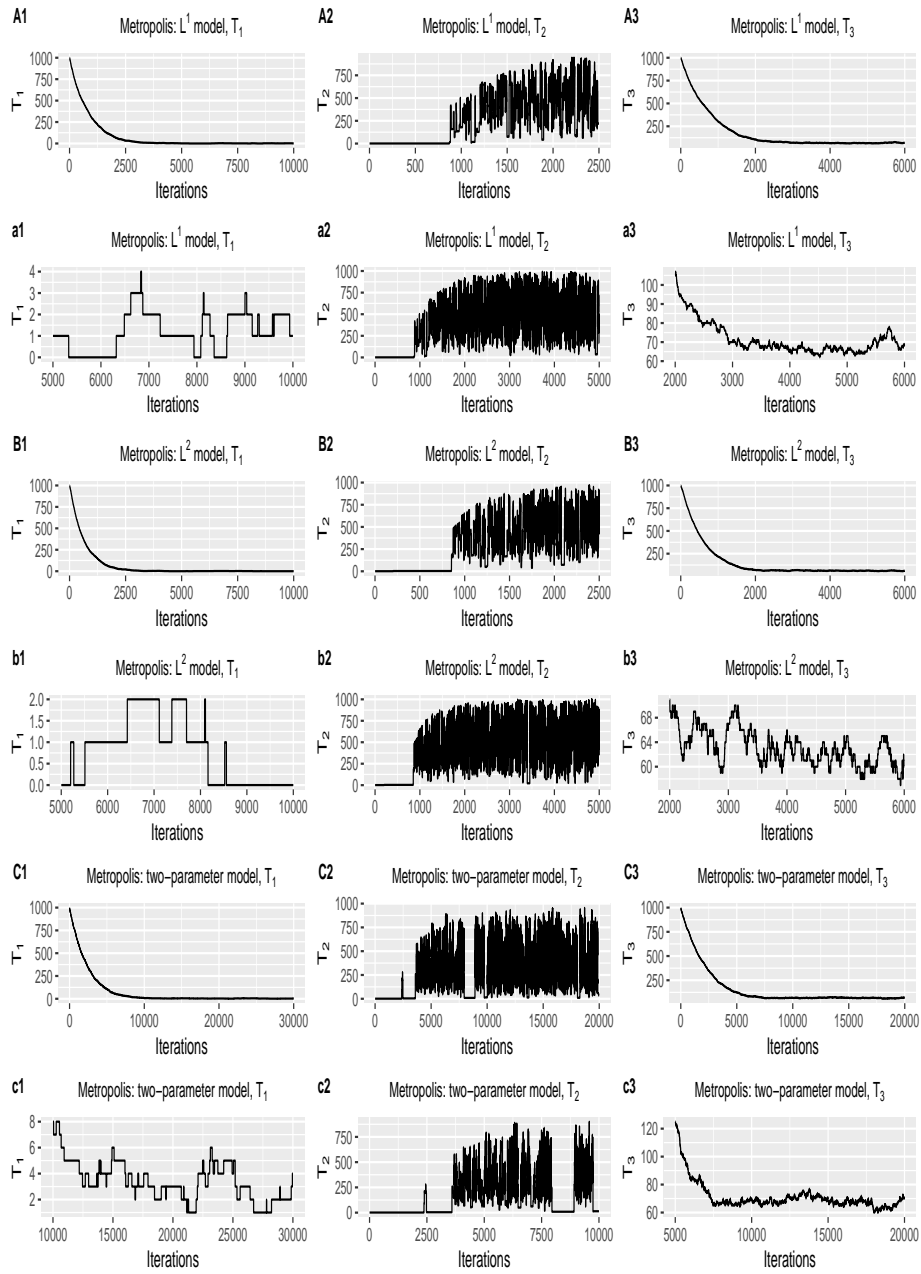 A1
Metropolis: L¹ model, T₁
T₁
1000
750
500
250
0
0 2500 5000 7500 10000
Iterations
A2
Metropolis: L¹ model, T₂
T₂
750
500
250
0
0 500 1000 1500 2000 2500
Iterations
A3
Metropolis: L¹ model, T₃
T₃
1000
750
500
250
0 2000 4000 6000
Iterations
a1
Metropolis: L¹ model, T₁
T₁
4
3
2
1
0
5000 6000 7000 8000 9000 10000
Iterations
a2
Metropolis: L¹ model, T₂
T₂
1000
750
500
250
0
0 1000 2000 3000 4000 5000
Iterations
a3
Metropolis: L¹ model, T₃
T₃
100
90
80
70
60
2000 3000 4000 5000 6000
Iterations
B1
Metropolis: L² model, T₁
T₁
1000
750
500
250
0
0 2500 5000 7500 10000
Iterations
B2
Metropolis: L² model, T₂
T₂
1000
750
500
250
0
0 500 1000 1500 2000 2500
Iterations
B3
Metropolis: L² model, T₃
T₃
1000
750
500
250
0 2000 4000 6000
Iterations
b1
Metropolis: L² model, T₁
T₁
2.0
1.5
1.0
0.5
0.0
5000 6000 7000 8000 9000 10000
Iterations
b2
Metropolis: L² model, T₂
T₂
1000
750
500
250
0
0 1000 2000 3000 4000 5000
Iterations
b3
Metropolis: L² model, T₃
T₃
68
64
60
2000 3000 4000 5000 6000
Iterations
C1
Metropolis: two-parameter model, T₁
T₁
1000
750
500
250
0
0 10000 20000 30000
Iterations
C2
Metropolis: two-parameter model, T₂
T₂
1000
750
500
250
0
0 5000 10000 15000 20000
Iterations
C3
Metropolis: two-parameter model, T₃
T₃
1000
750
500
250
0 5000 10000 15000 20000
Iterations
c1
Metropolis: two-parameter model, T₁
T₁
8
6
4
2
10000 15000 20000 25000 30000
Iterations
c2
Metropolis: two-parameter model, T₂
T₂
750
500
250
0
0 2500 5000 7500 10000
Iterations
c3
Metropolis: two-parameter model, T₃
T₃
120
100
80
60
5000 10000 15000 20000
Iterations